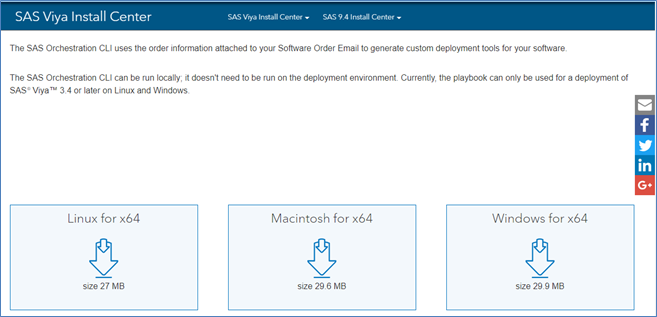 SAS Viya Install Center
SAS Viya Install Center
SAS 9.4 Install Center
The SAS Orchestration CLI uses the order information attached to your Software Order Email to generate custom deployment tools for your software.
The SAS Orchestration CLI can be run locally; it doesn't need to be run on the deployment environment. Currently, the playbook can only be used for a deployment of
SAS® Viya™ 3.4 or later on Linux and Windows.
f
in
G+
Linux for x64
Macintosh for x64
Windows for x64
size 27 MB
size 29.6 MB
size 29.9 MB